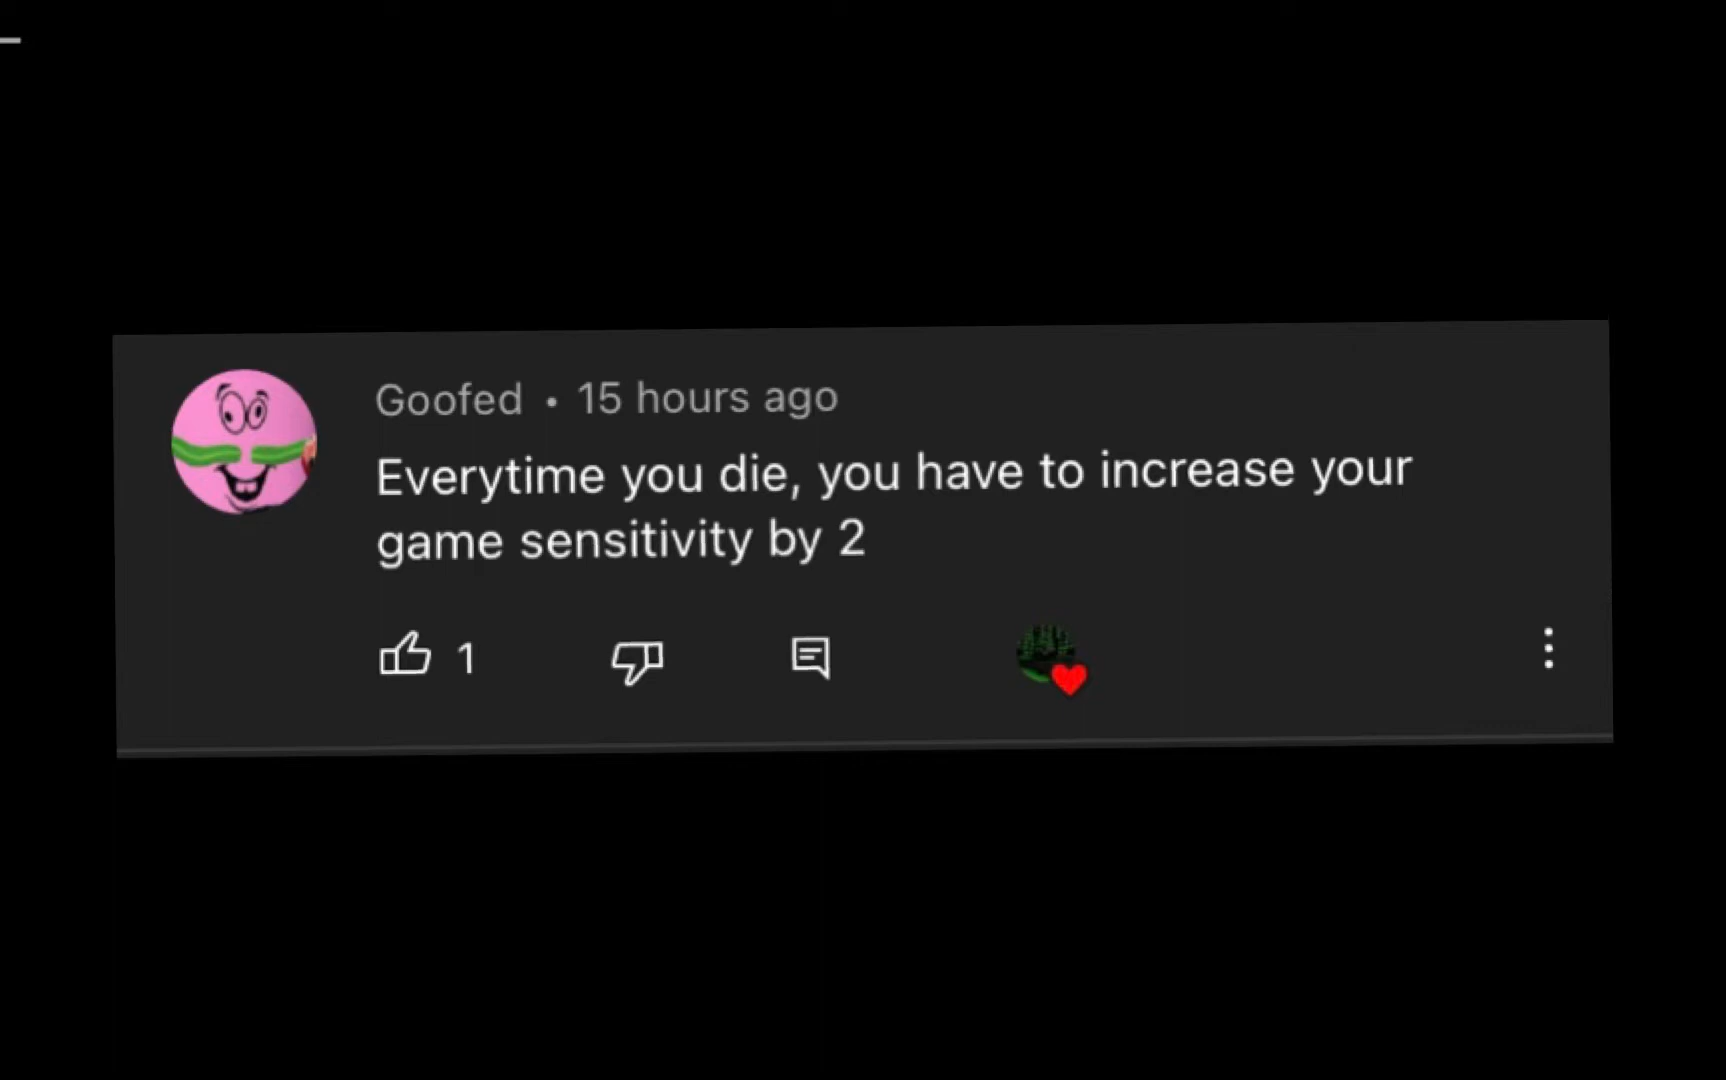 Goofed • 15 hours ago
Everytime you die, you have to increase your
game sensitivity by 2
1